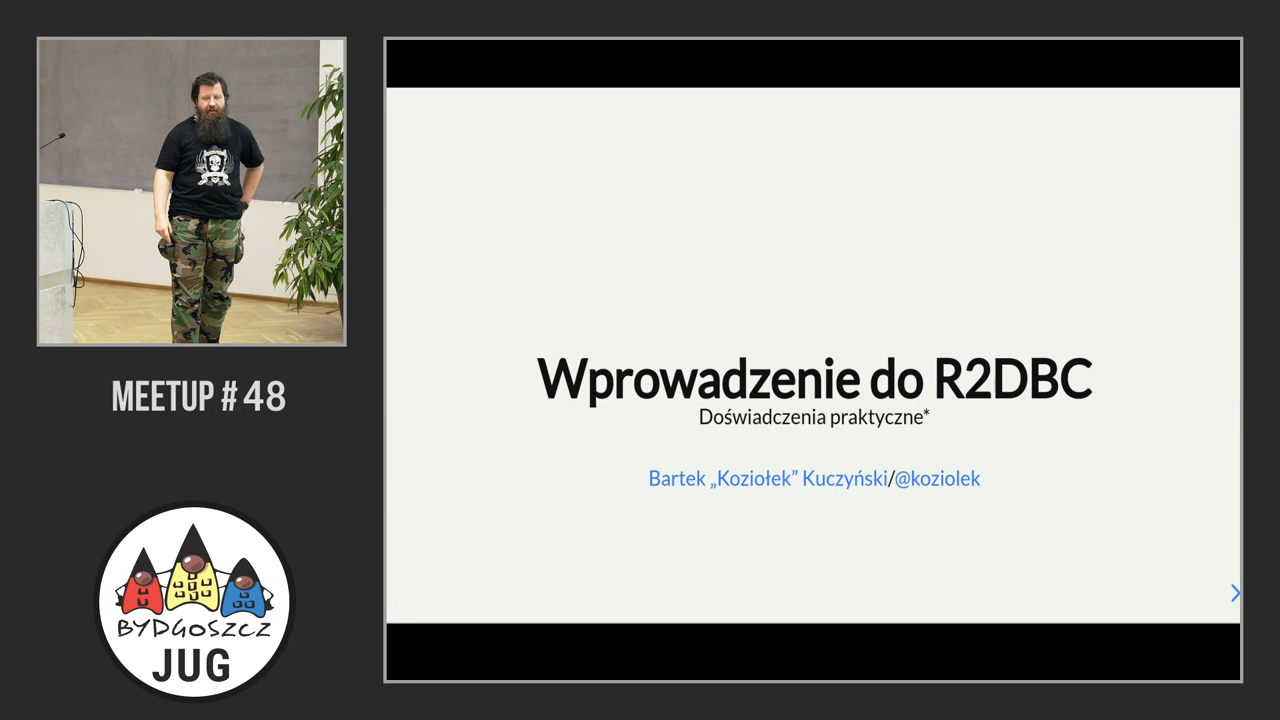 MEETUP # 48
BYDGOSZCZ
JUG
Wprowadzenie do R2DBC
Doświadczenia praktyczne*
Bartek „Koziołek” Kuczyński/@koziolek